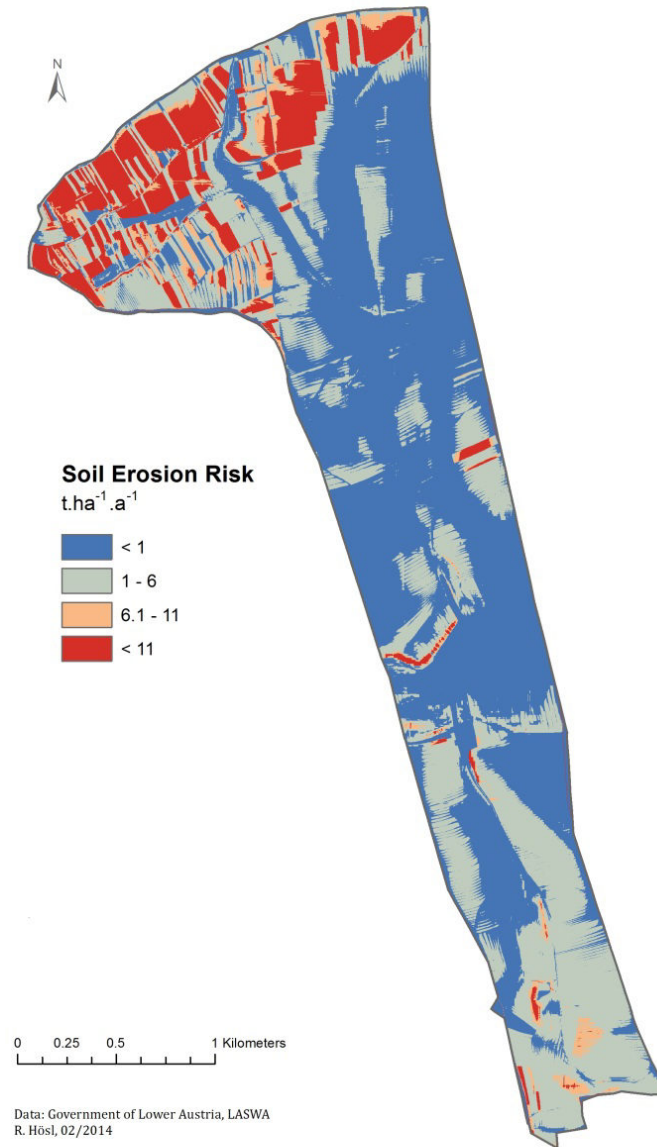 N
Soil Erosion Risk
t.ha⁻¹.a⁻¹
< 1
1 - 6
6.1 - 11
< 11
0 0.25 0.5 1 Kilometers
Data: Government of Lower Austria, LASWA
R. Hösl, 02/2014